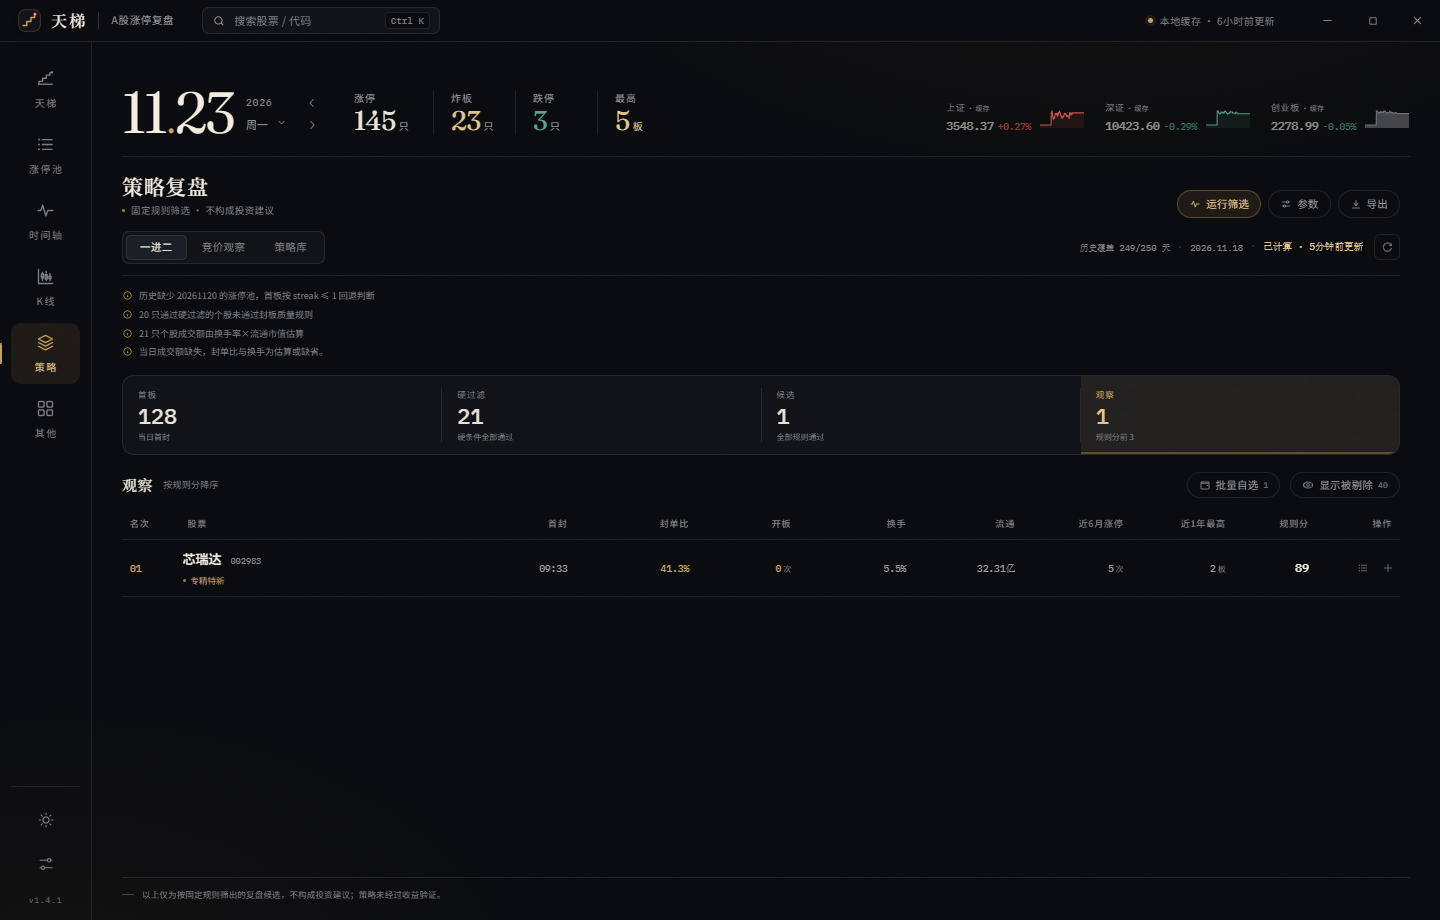 天梯 A股涨停复盘 搜索股票 / 代码 Ctrl K 本地缓存 • 6小时前更新
天梯
涨停池
时间轴
K线
策略
其他
v1.4.1
11.23 2026 周一
涨停 145只
炸板 23只
跌停 3只
最高 5板
上证 · 缓存 3548.37 +0.27%
深证 · 缓存 10423.60 -0.29%
创业板 · 缓存 2278.99 -0.05%
策略复盘
固定规则筛选 • 不构成投资建议
运行筛选 参数 导出
一进二 竞价观察 策略库
历史覆盖 249/250 天 · 2026.11.18 · 已计算 • 5分钟前更新
历史缺少 20261120 的涨停池，首板按 streak ≤ 1 回退判断
20 只通过硬过滤的个股未通过封板质量规则
21 只个股成交额由换手率×流通市值估算
当日成交额缺失，封单比与换手为估算或缺省。
首板 128 当日首封
硬过滤 21 硬条件全部通过
候选 1 全部规则通过
观察 1 规则分前 3
观察 按规则分降序
批量自选 1 显示被剔除 40
名次 股票 首封 封单比 开板 换手 流通 近6月涨停 近1年最高 规则分 操作
01 芯瑞达 002983 09:33 41.3% 0次 5.5% 32.31亿 5次 2板 89
专精特新
以上仅为按固定规则筛出的复盘候选，不构成投资建议；策略未经过收益验证。